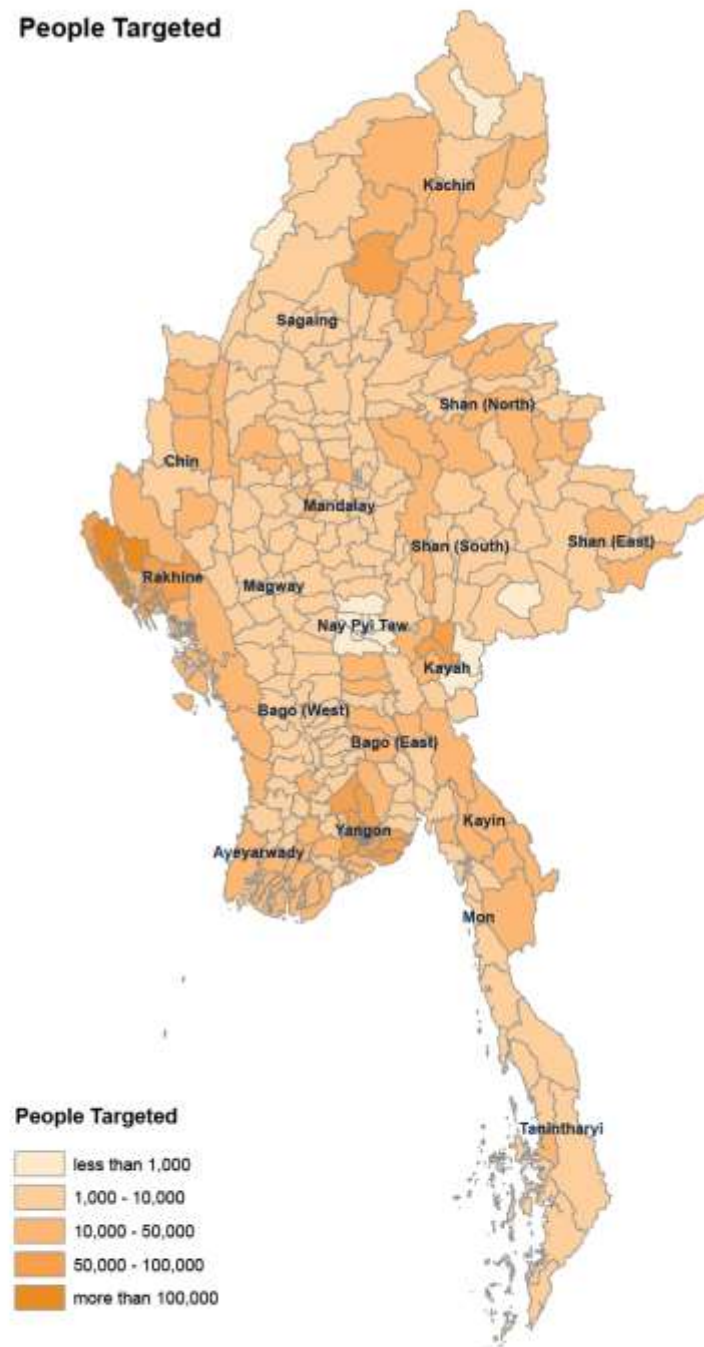 People Targeted
Kachin
Sagaing
Shan (North)
Chin
Mandalay
Shan (South)
Shan (East)
Rakhine
Magway
Nay Pyi Taw
Kayah
Bago (West)
Bago (East)
Kayin
Yangon
Ayeyarwady
Mon
Tanintharyi
People Targeted
less than 1,000
1,000 - 10,000
10,000 - 50,000
50,000 - 100,000
more than 100,000